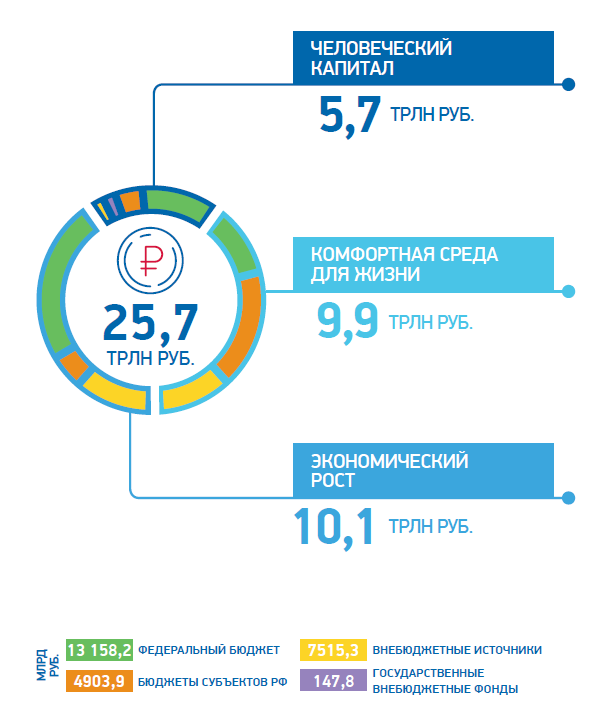 ЧЕЛОВЕЧЕСКИЙ
КАПИТАЛ
5,7 ТРЛН РУБ.
25,7
ТРЛН РУБ.
КОМФОРТНАЯ СРЕДА
ДЛЯ ЖИЗНИ
9,9 ТРЛН РУБ.
ЭКОНОМИЧЕСКИЙ
РОСТ
10,1 ТРЛН РУБ.
МЛРД
РУБ.
13 158,2 ФЕДЕРАЛЬНЫЙ БЮДЖЕТ
4903,9 БЮДЖЕТЫ СУБЪЕКТОВ РФ
7515,3 ВНЕБЮДЖЕТНЫЕ ИСТОЧНИКИ
147,8 ГОСУДАРСТВЕННЫЕ
ВНЕБЮДЖЕТНЫЕ ФОНДЫ